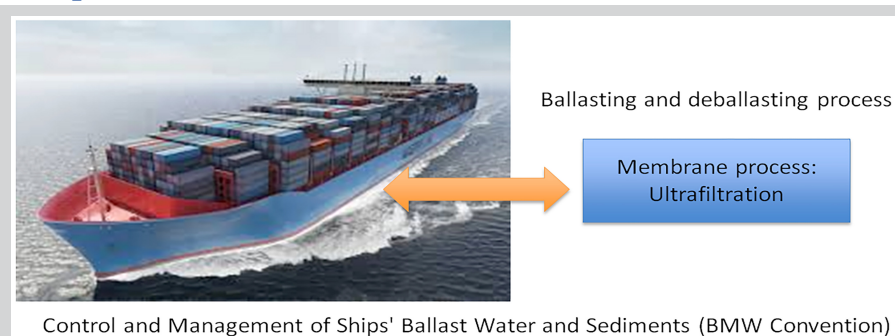 Ballasting and deballasting process
Membrane process:
Ultrafiltration
Control and Management of Ships' Ballast Water and Sediments (BMW Convention)